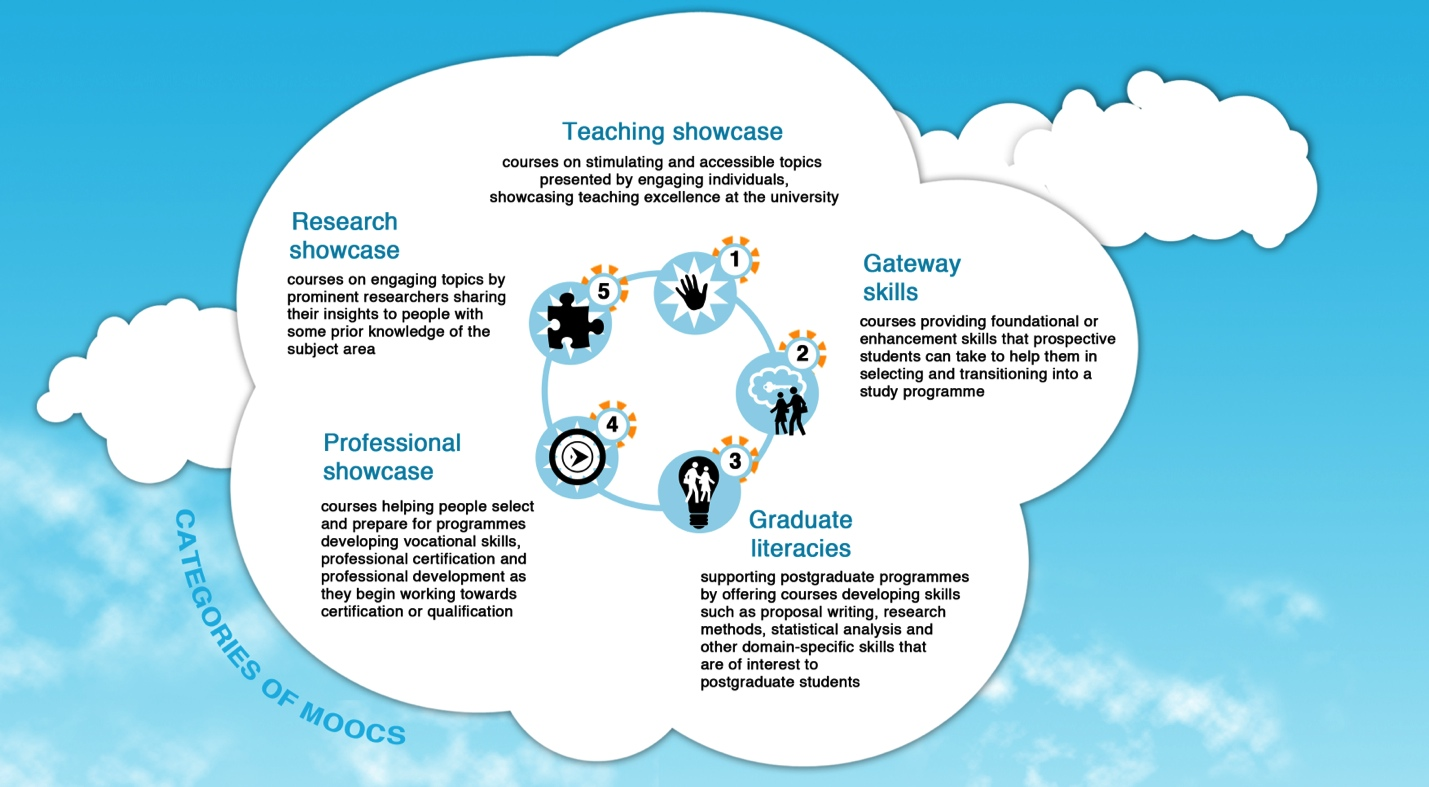 Teaching showcase
courses on stimulating and accessible topics
presented by engaging individuals,
showcasing teaching excellence at the university
1
Gateway
skills
courses providing foundational or
enhancement skills that prospective
students can take to help them in
selecting and transitioning into a
study programme
2
Graduate
literacies
supporting postgraduate programmes
by offering courses developing skills
such as proposal writing, research
methods, statistical analysis and
other domain-specific skills that
are of interest to
postgraduate students
3
Professional
showcase
courses helping people select
and prepare for programmes
developing vocational skills,
professional certification and
professional development as
they begin working towards
certification or qualification
4
Research
showcase
courses on engaging topics by
prominent researchers sharing
their insights to people with
some prior knowledge of the
subject area
5
CATEGORIES OF MOOCS